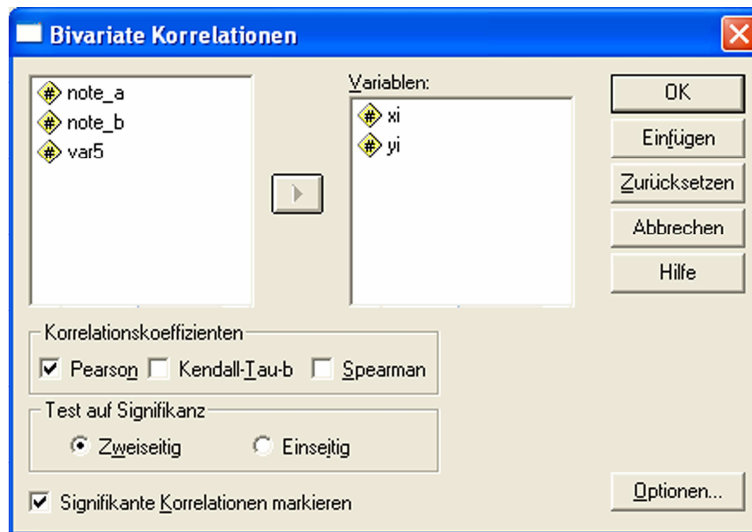 Bivariate Korrelationen
note_a
note_b
var5
Variablen:
xi
yi
OK
Einfügen
Zurücksetzen
Abbrechen
Hilfe
Korrelationskoeffizienten
Pearson Kendall-Tau-b Spearman
Test auf Signifikanz
Zweiseitig Einseitig
Signifikante Korrelationen markieren
Optionen...